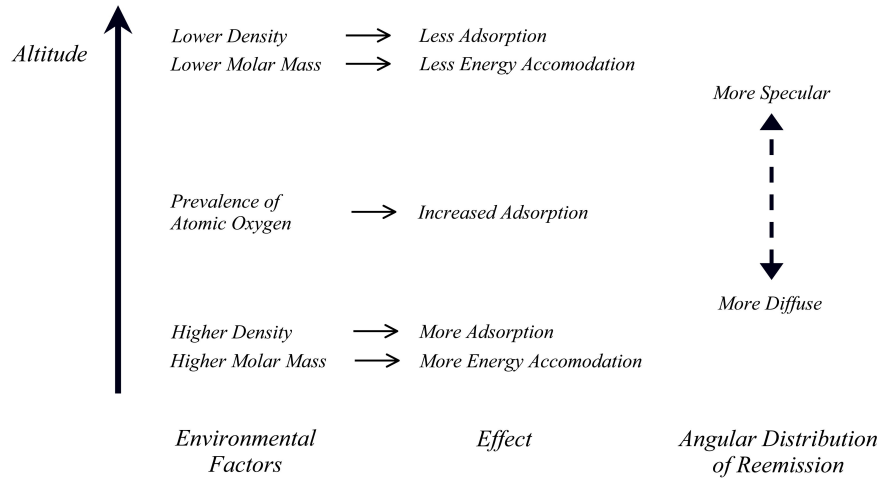 Altitude
Lower Density
Less Adsorption
Lower Molar Mass
Less Energy Accomodation
More Specular
Prevalence of
Atomic Oxygen
Increased Adsorption
More Diffuse
Higher Density
More Adsorption
Higher Molar Mass
More Energy Accomodation
Environmental
Factors
Effect
Angular Distribution
of Reemission